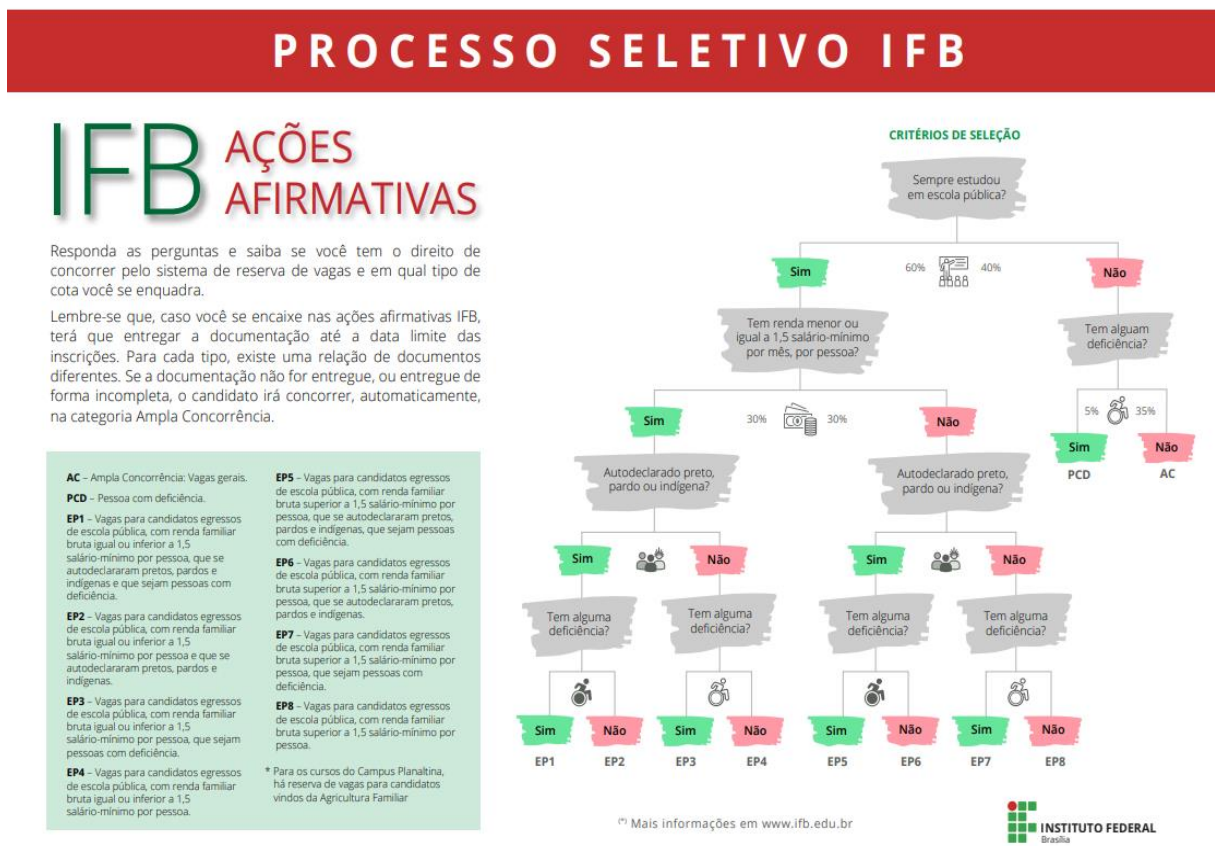 PROCESSO SELETIVO IFB
IFB AÇÕES
AFIRMATIVAS
Responda as perguntas e saiba se você tem o direito de
concorrer pelo sistema de reserva de vagas e em qual tipo de
cota você se enquadra.
Lembre-se que, caso você se encaixe nas ações afirmativas IFB,
terá que entregar a documentação até a data limite das
inscrições. Para cada tipo, existe uma relação de documentos
diferentes. Se a documentação não for entregue, ou entregue de
forma incompleta, o candidato irá concorrer, automaticamente,
na categoria Ampla Concorrência.
AC – Ampla Concorrência: Vagas gerais.
PCD – Pessoa com deficiência.
EP1 – Vagas para candidatos egressos
de escola pública, com renda familiar
bruta igual ou inferior a 1,5
salário-mínimo por pessoa, que se
autodeclararam pretos, pardos e
indígenas e que sejam pessoas com
deficiência.
EP2 – Vagas para candidatos egressos
de escola pública, com renda familiar
bruta igual ou inferior a 1,5
salário-mínimo por pessoa e que se
autodeclararam pretos, pardos e
indígenas.
EP3 – Vagas para candidatos egressos
de escola pública, com renda familiar
bruta igual ou inferior a 1,5
salário-mínimo por pessoa, que sejam
pessoas com deficiência.
EP4 – Vagas para candidatos egressos
de escola pública, com renda familiar
bruta igual ou inferior a 1,5
salário-mínimo por pessoa.
EP5 – Vagas para candidatos egressos
de escola pública, com renda familiar
bruta superior a 1,5 salário-mínimo por
pessoa, que se autodeclararam pretos,
pardos e indígenas, que sejam pessoas
com deficiência.
EP6 – Vagas para candidatos egressos
de escola pública, com renda familiar
bruta superior a 1,5 salário-mínimo por
pessoa, que se autodeclararam pretos,
pardos e indígenas.
EP7 – Vagas para candidatos egressos
de escola pública, com renda familiar
bruta superior a 1,5 salário-mínimo por
pessoa, que sejam pessoas com
deficiência.
EP8 – Vagas para candidatos egressos
de escola pública, com renda familiar
bruta superior a 1,5 salário-mínimo por
pessoa.
* Para os cursos do Campus Planaltina,
há reserva de vagas para candidatos
vindos da Agricultura Familiar
CRITÉRIOS DE SELEÇÃO
Sempre estudou
em escola pública?
Sim 60% 40% Não
Tem renda menor ou
igual a 1,5 salário-mínimo
por mês, por pessoa?
Tem alguam
deficiência?
5% 35%
Sim Não
PCD AC
Sim 30% 30% Não
Autodeclarado preto,
pardo ou indígena?
Autodeclarado preto,
pardo ou indígena?
Sim Não Sim Não
Tem alguma
deficiência?
Tem alguma
deficiência?
Tem alguma
deficiência?
Tem alguma
deficiência?
Sim Não Sim Não Sim Não Sim Não
EP1 EP2 EP3 EP4 EP5 EP6 EP7 EP8
(*) Mais informações em www.ifb.edu.br
INSTITUTO FEDERAL
Brasília